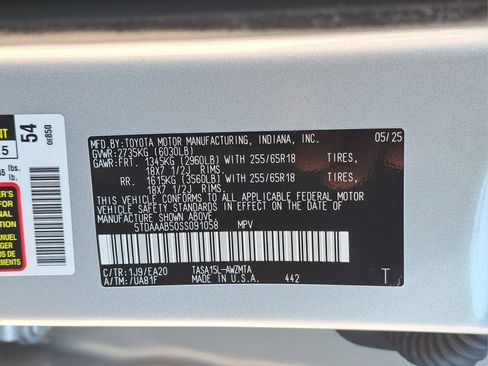 MFD.BY:TOYOTA MOTOR MANUFACTURING, INDIANA, INC. 05/25
GVWR:2735KG (6030LB)
GAWR:FRT. 1345KG (2960LB) WITH 255/65R18 TIRES,
18X7 1/2J RIMS.
RR. 1615KG (3560LB) WITH 255/65R18 TIRES,
18X7 1/2J RIMS.
THIS VEHICLE CONFORMS TO ALL APPLICABLE FEDERAL MOTOR
VEHICLE SAFETY STANDARDS IN EFFECT ON THE DATE OF
MANUFACTURE SHOWN ABOVE.
5TDAAAB50SS091058 MPV
C/TR:1J9/EA20 TASA15L-AWZMTA
A/TM:/UA81F MADE IN U.S.A. 442 T
54
0EB50
5
lbs.